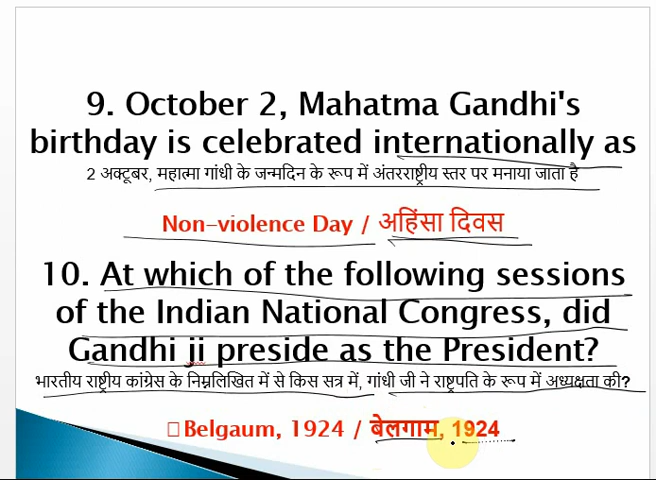 9. October 2, Mahatma Gandhi's
birthday is celebrated internationally as
2 अक्टूबर, महात्मा गांधी के जन्मदिन के रूप में अंतरराष्ट्रीय स्तर पर मनाया जाता है
Non-violence Day / अहिंसा दिवस
10. At which of the following sessions
of the Indian National Congress, did
Gandhi ji preside as the President?
भारतीय राष्ट्रीय कांग्रेस के निम्नलिखित में से किस सत्र में, गांधी जी ने राष्ट्रपति के रूप में अध्यक्षता की?
Belgaum, 1924 / बेलगाम, 1924